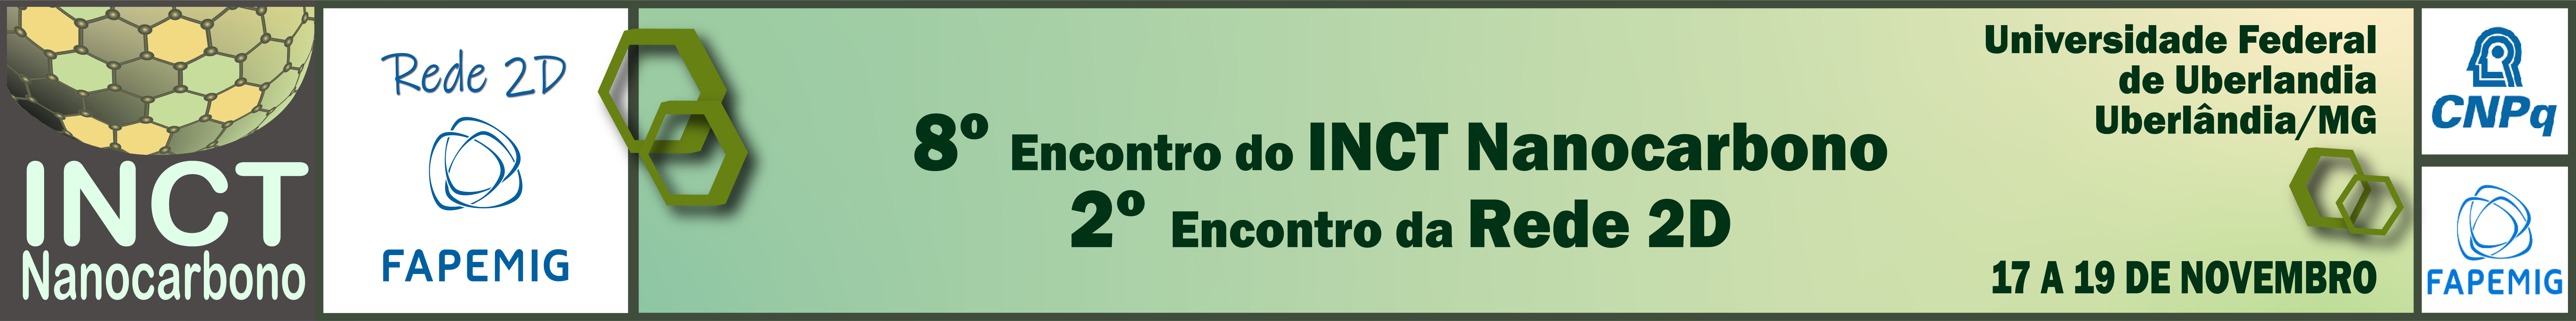 INCT
Nanocarbono
Rede 2D
FAPEMIG
8º Encontro do INCT Nanocarbono
2º Encontro da Rede 2D
Universidade Federal
de Uberlandia
Uberlândia/MG
17 A 19 DE NOVEMBRO
CNPq
FAPEMIG